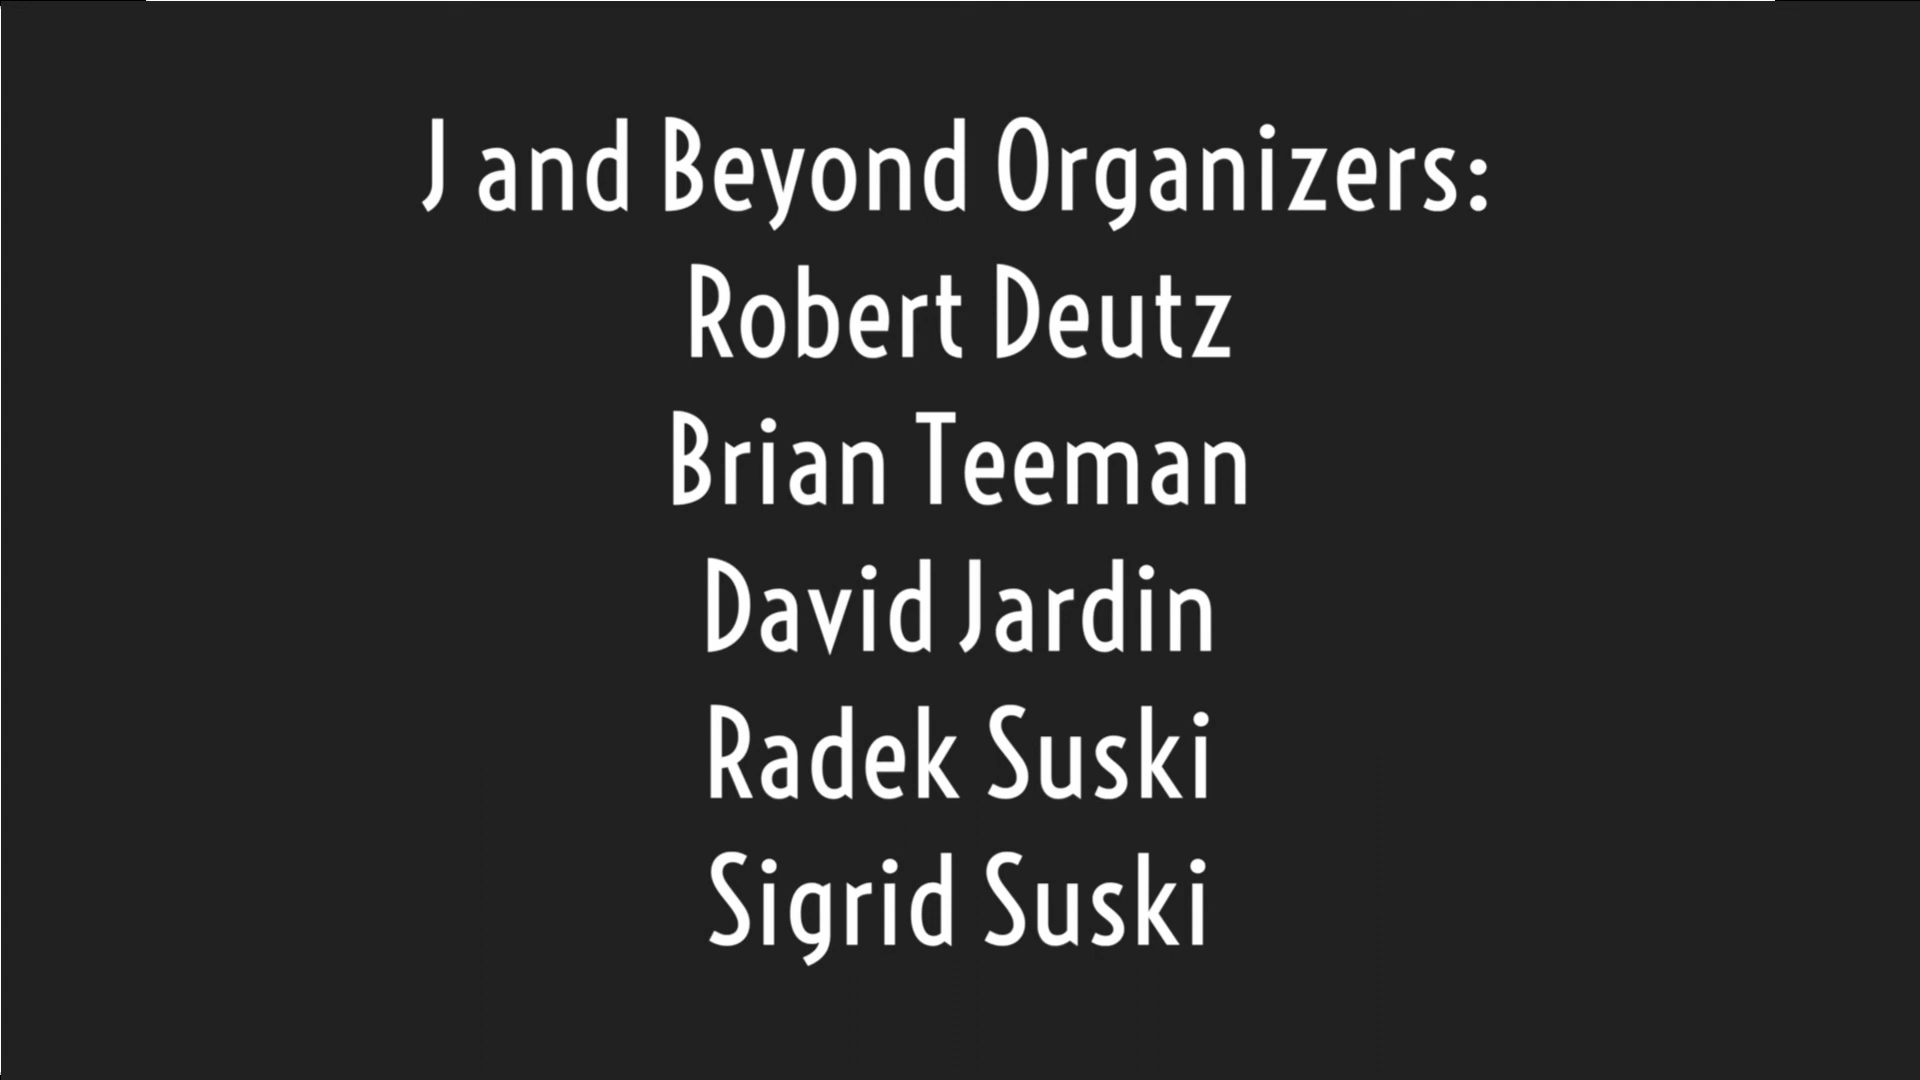 J and Beyond Organizers:
Robert Deutz
Brian Teeman
David Jardin
Radek Suski
Sigrid Suski